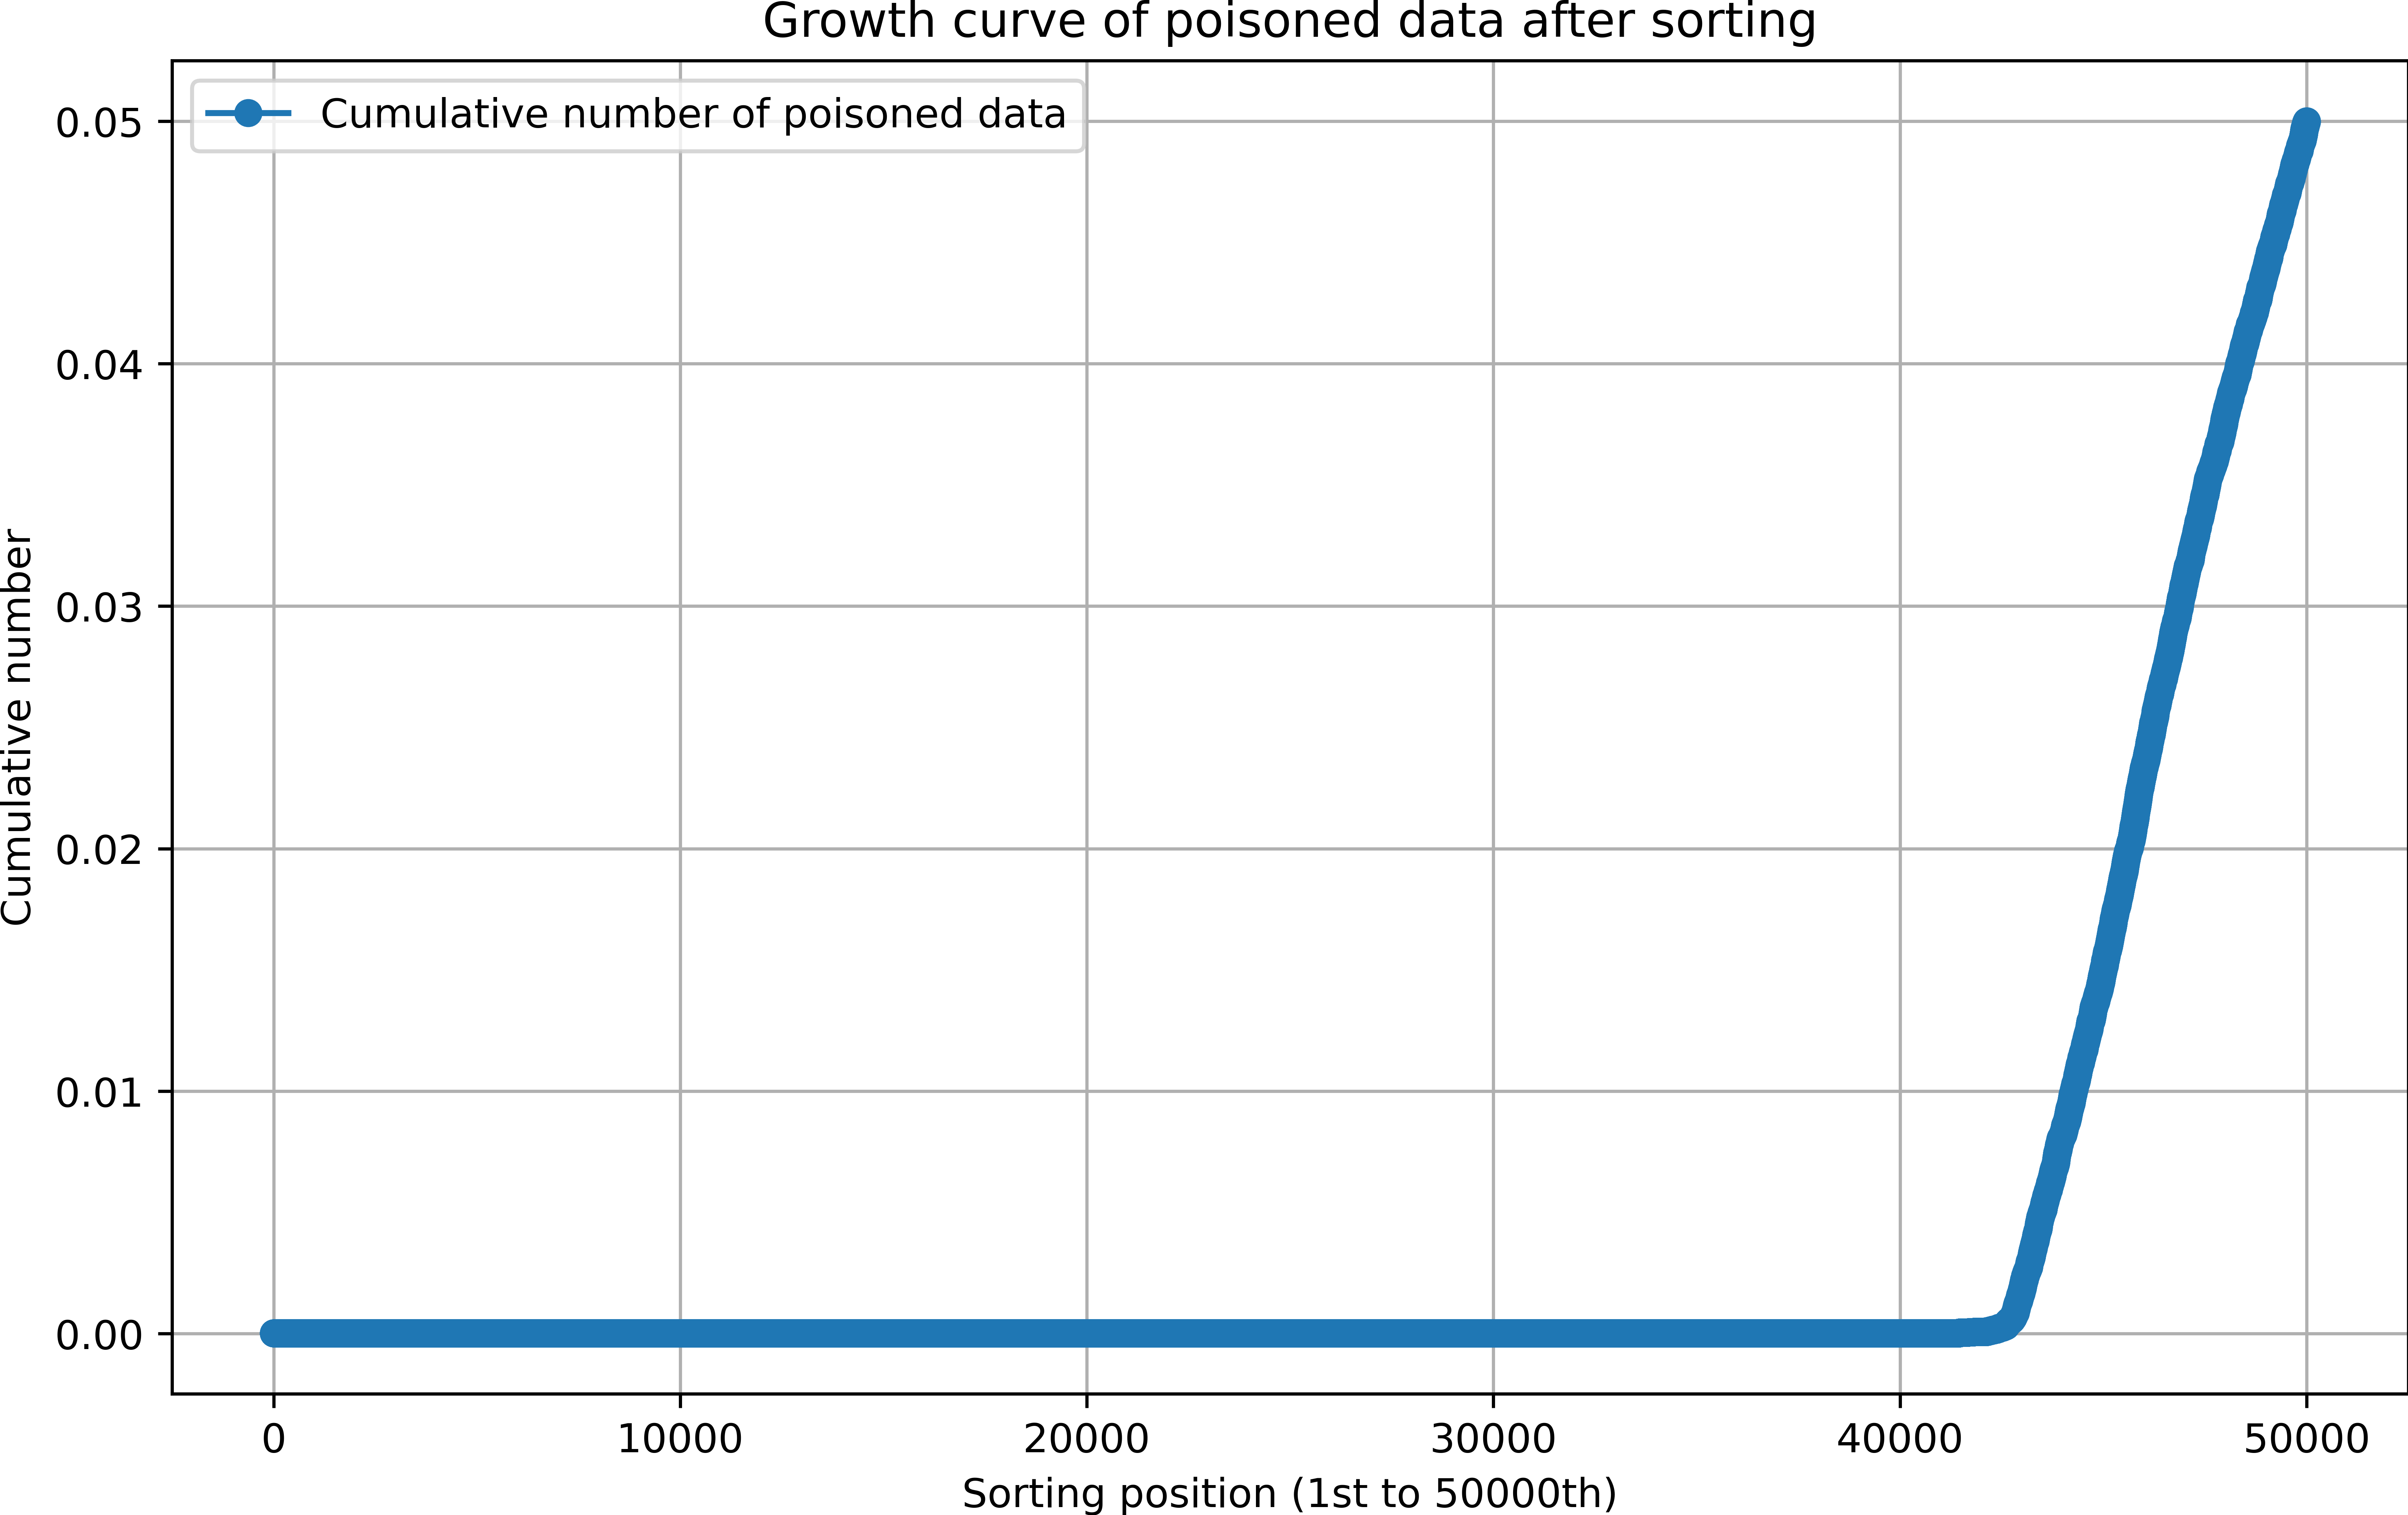 Growth curve of poisoned data after sorting
Cumulative number of poisoned data
0.05
0.04
0.03
0.02
0.01
0.00
Cumulative number
0 10000 20000 30000 40000 50000
Sorting position (1st to 50000th)